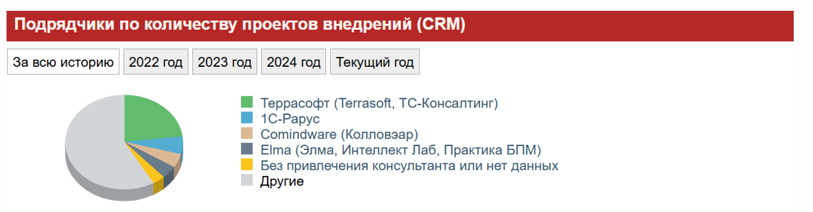 Подрядчики по количеству проектов внедрений (CRM)
За всю историю 2022 год 2023 год 2024 год Текущий год
Террасофт (Terrasoft, ТС-Консалтинг)
1С-Рарус
Comindware (Колловэар)
Elma (Элма, Интеллект Лаб, Практика БПМ)
Без привлечения консультанта или нет данных
Другие